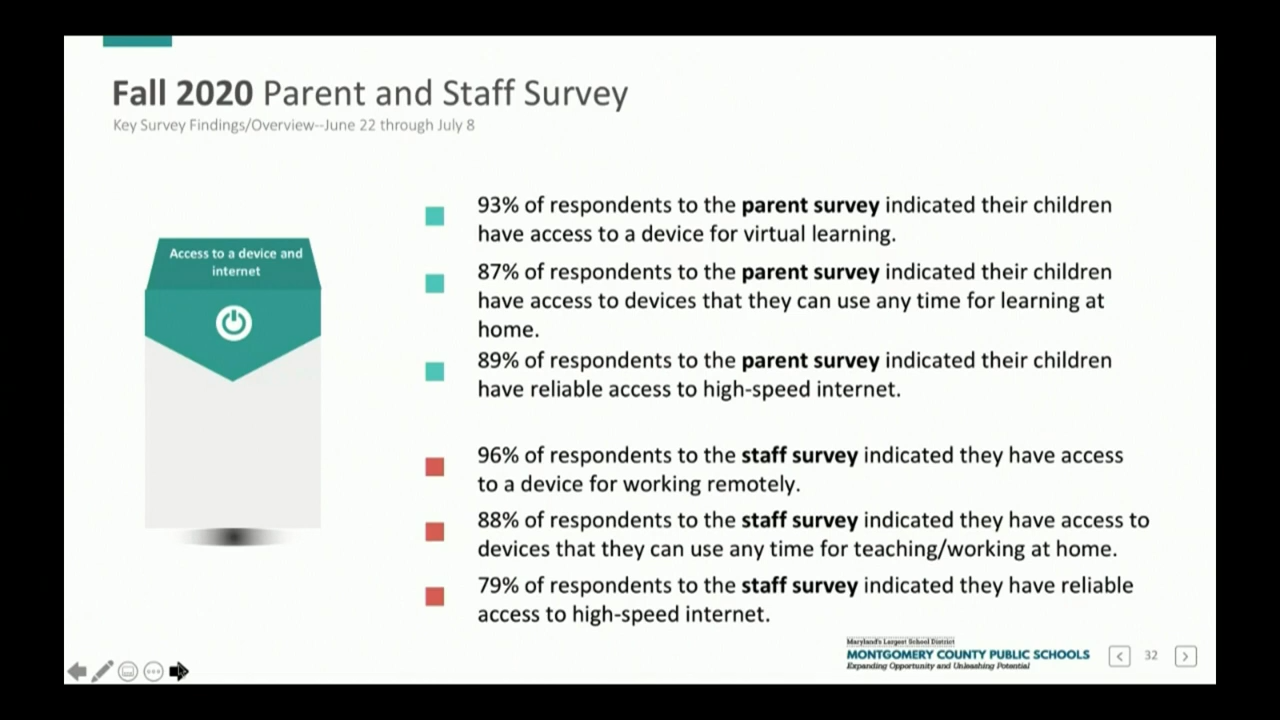 Fall 2020 Parent and Staff Survey
Key Survey Findings/Overview--June 22 through July 8
Access to a device and
internet
93% of respondents to the parent survey indicated their children
have access to a device for virtual learning.
87% of respondents to the parent survey indicated their children
have access to devices that they can use any time for learning at
home.
89% of respondents to the parent survey indicated their children
have reliable access to high-speed internet.
96% of respondents to the staff survey indicated they have access
to a device for working remotely.
88% of respondents to the staff survey indicated they have access to
devices that they can use any time for teaching/working at home.
79% of respondents to the staff survey indicated they have reliable
access to high-speed internet.
Maryland's Largest School District
MONTGOMERY COUNTY PUBLIC SCHOOLS
Expanding Opportunity and Unleashing Potential
32